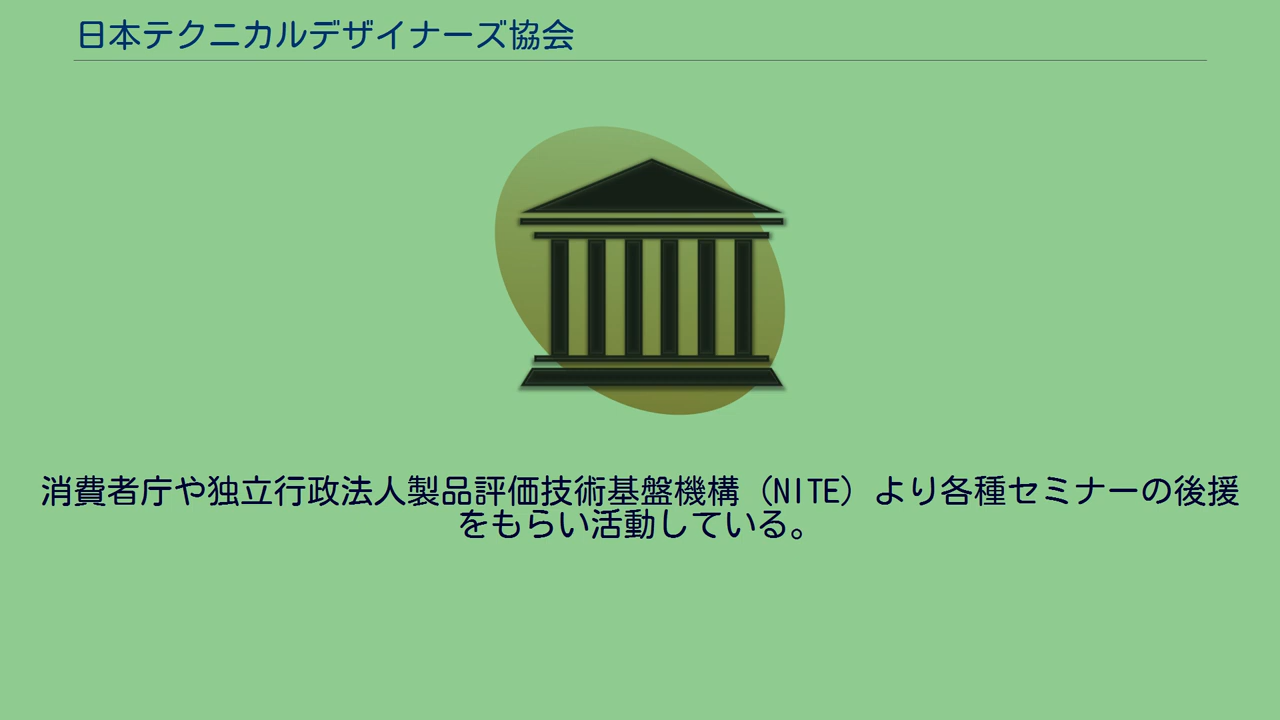 日本テクニカルデザイナーズ協会
消費者庁や独立行政法人製品評価技術基盤機構（NITE）より各種セミナーの後援
をもらい活動している。